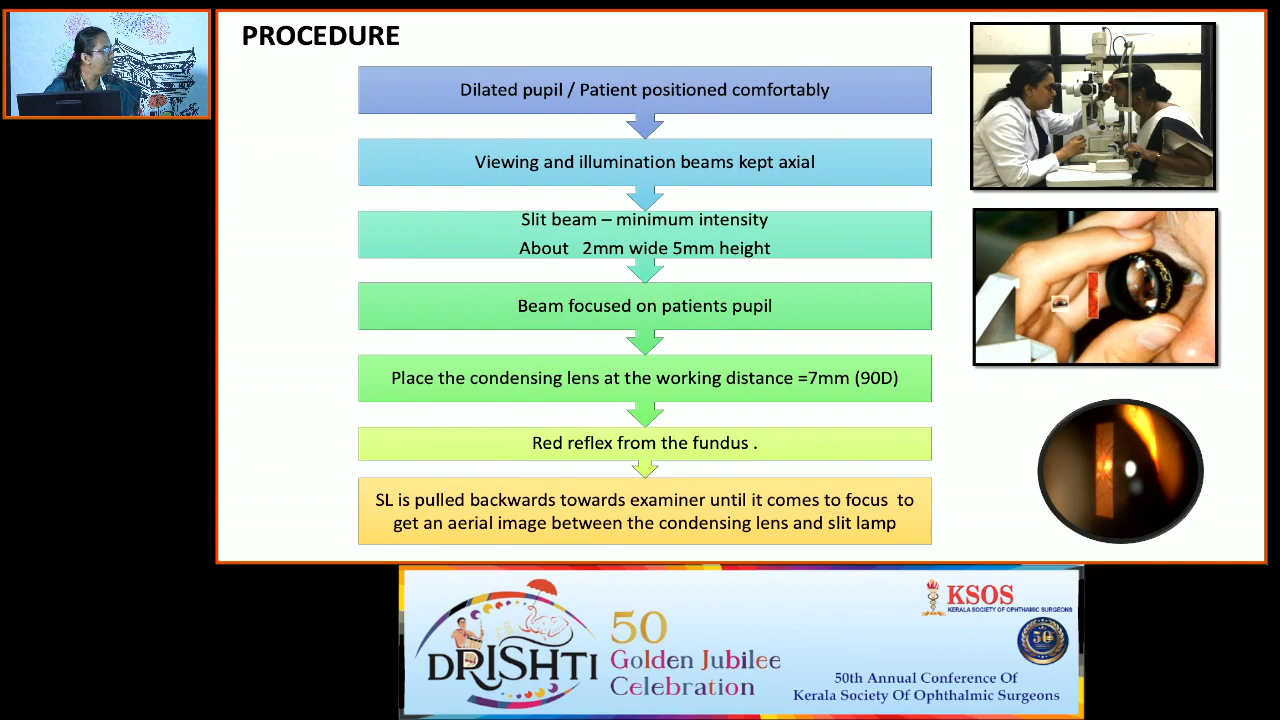 PROCEDURE
Dilated pupil / Patient positioned comfortably
Viewing and illumination beams kept axial
Slit beam – minimum intensity
About 2mm wide 5mm height
Beam focused on patients pupil
Place the condensing lens at the working distance =7mm (90D)
Red reflex from the fundus .
SL is pulled backwards towards examiner until it comes to focus to
get an aerial image between the condensing lens and slit lamp
DRISHTI
50
Golden Jubilee
Celebration
KSOS
KERALA SOCIETY OF OPHTHAMIC SURGEONS
50
50th Annual Conference Of
Kerala Society Of Ophthalmic Surgeons